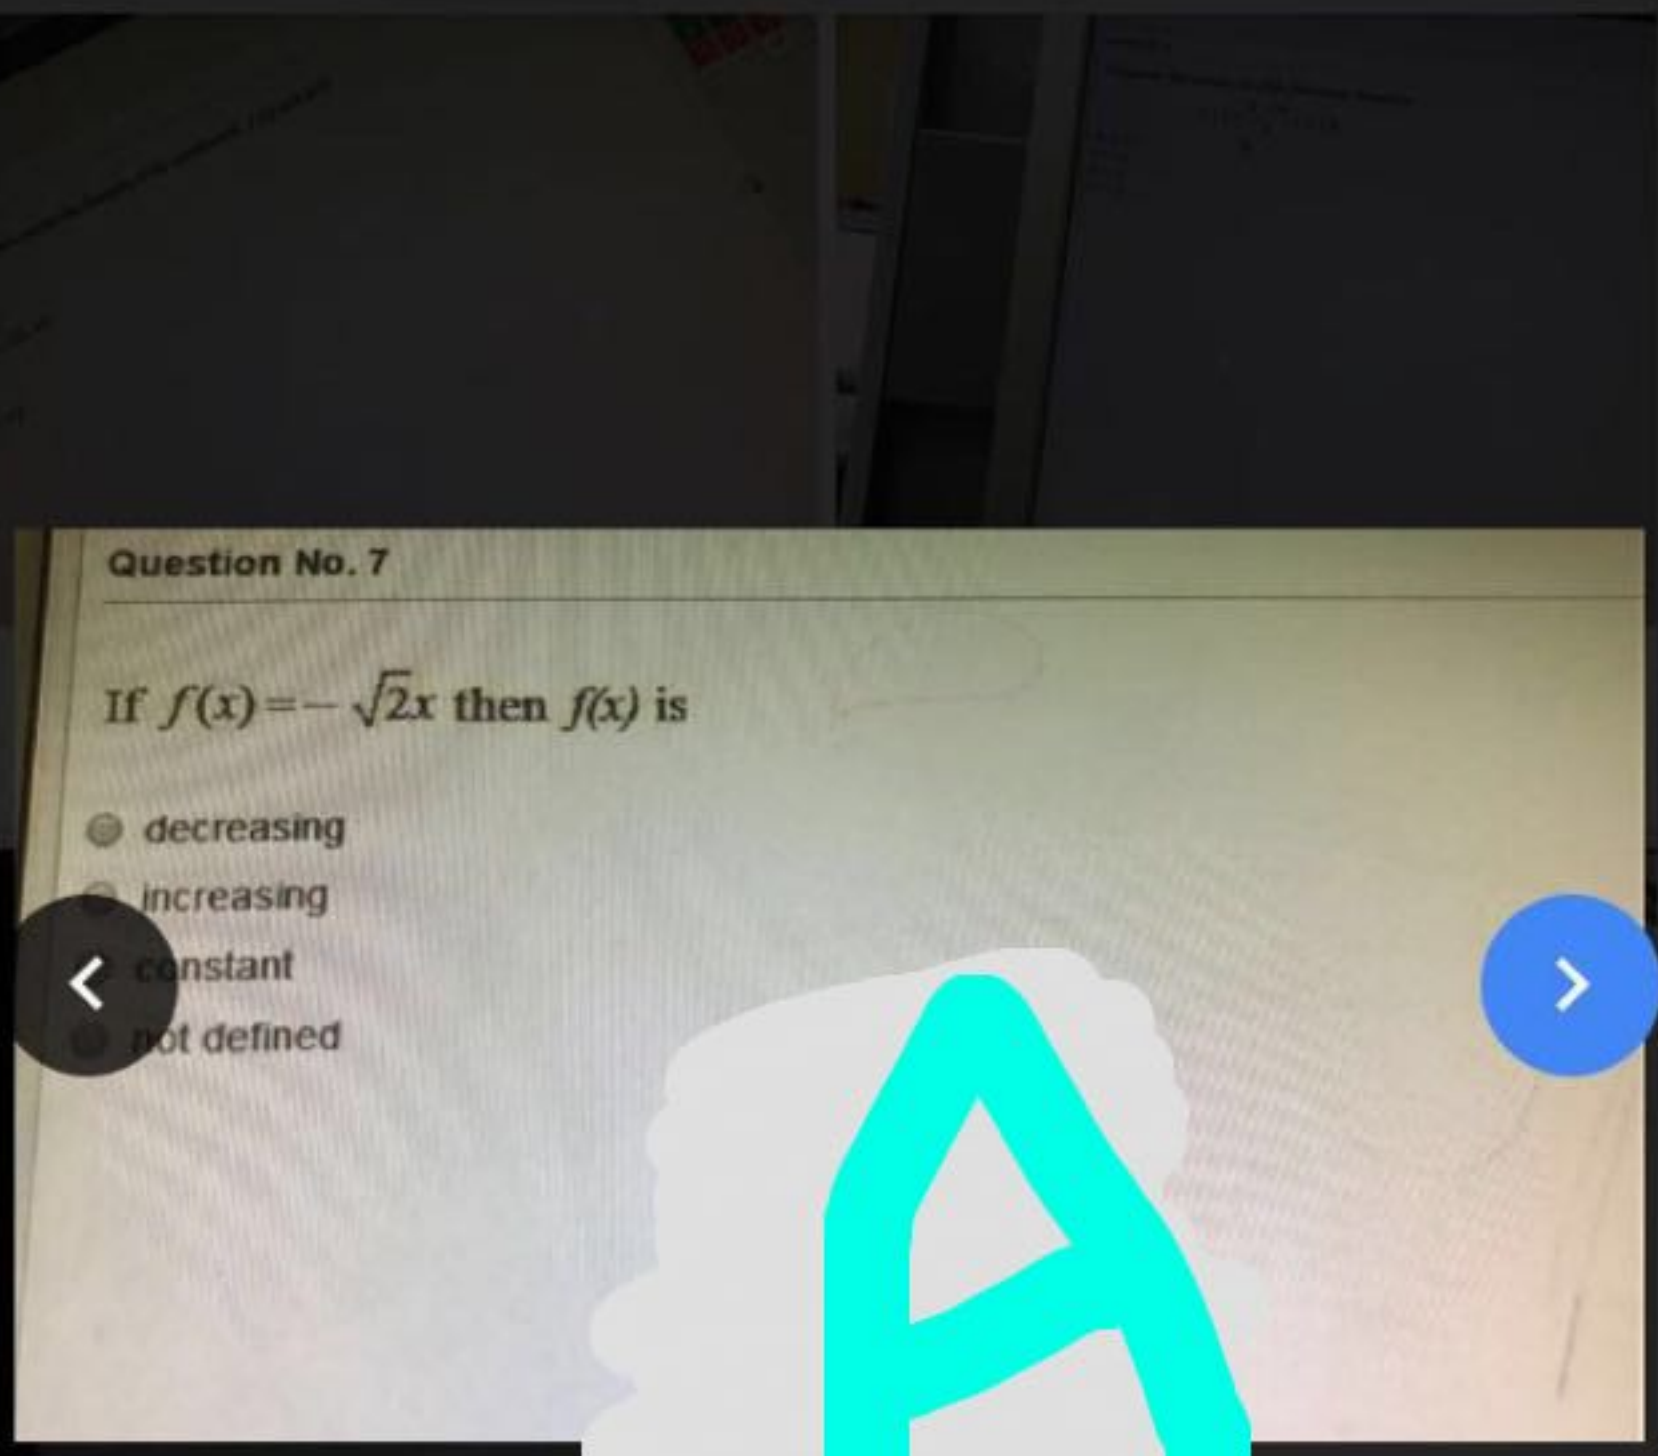 Question No. 7
If f(x)=-√2x then f(x) is
decreasing
increasing
constant
not defined
A